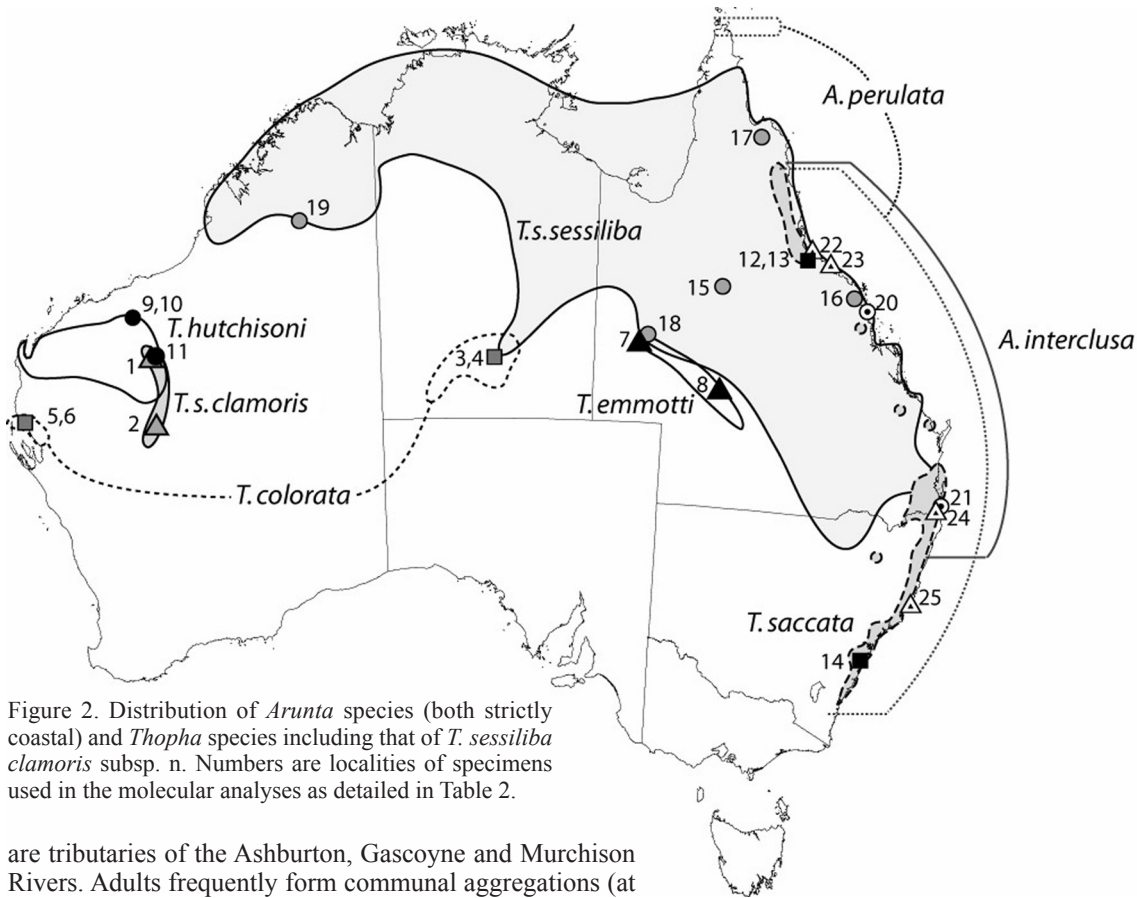 A. perulata
17
19
T.s.sessiliba
22
12,13
23
9,10
15
16
20
T. hutchisoni
18
11
7
A. interclusa
1
3,4
T.s.clamoris
8
T. emmotti
5,6
2
T. colorata
21
24
25
T. saccata
14
Figure 2. Distribution of Arunta species (both strictly
coastal) and Thopha species including that of T. sessiliba
clamoris subsp. n. Numbers are localities of specimens
used in the molecular analyses as detailed in Table 2.
are tributaries of the Ashburton, Gascoyne and Murchison
Rivers. Adults frequently form communal aggregations (at